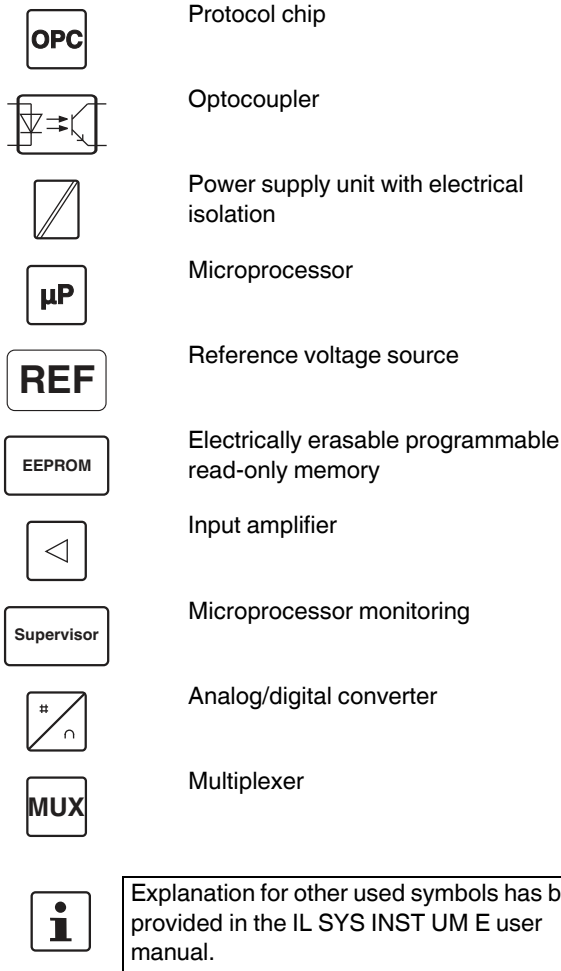 OPC Protocol chip
Optocoupler
Power supply unit with electrical
isolation
µP Microprocessor
REF Reference voltage source
EEPROM Electrically erasable programmable
read-only memory
Input amplifier
Supervisor Microprocessor monitoring
# ∩ Analog/digital converter
MUX Multiplexer
i Explanation for other used symbols has b
provided in the IL SYS INST UM E user
manual.